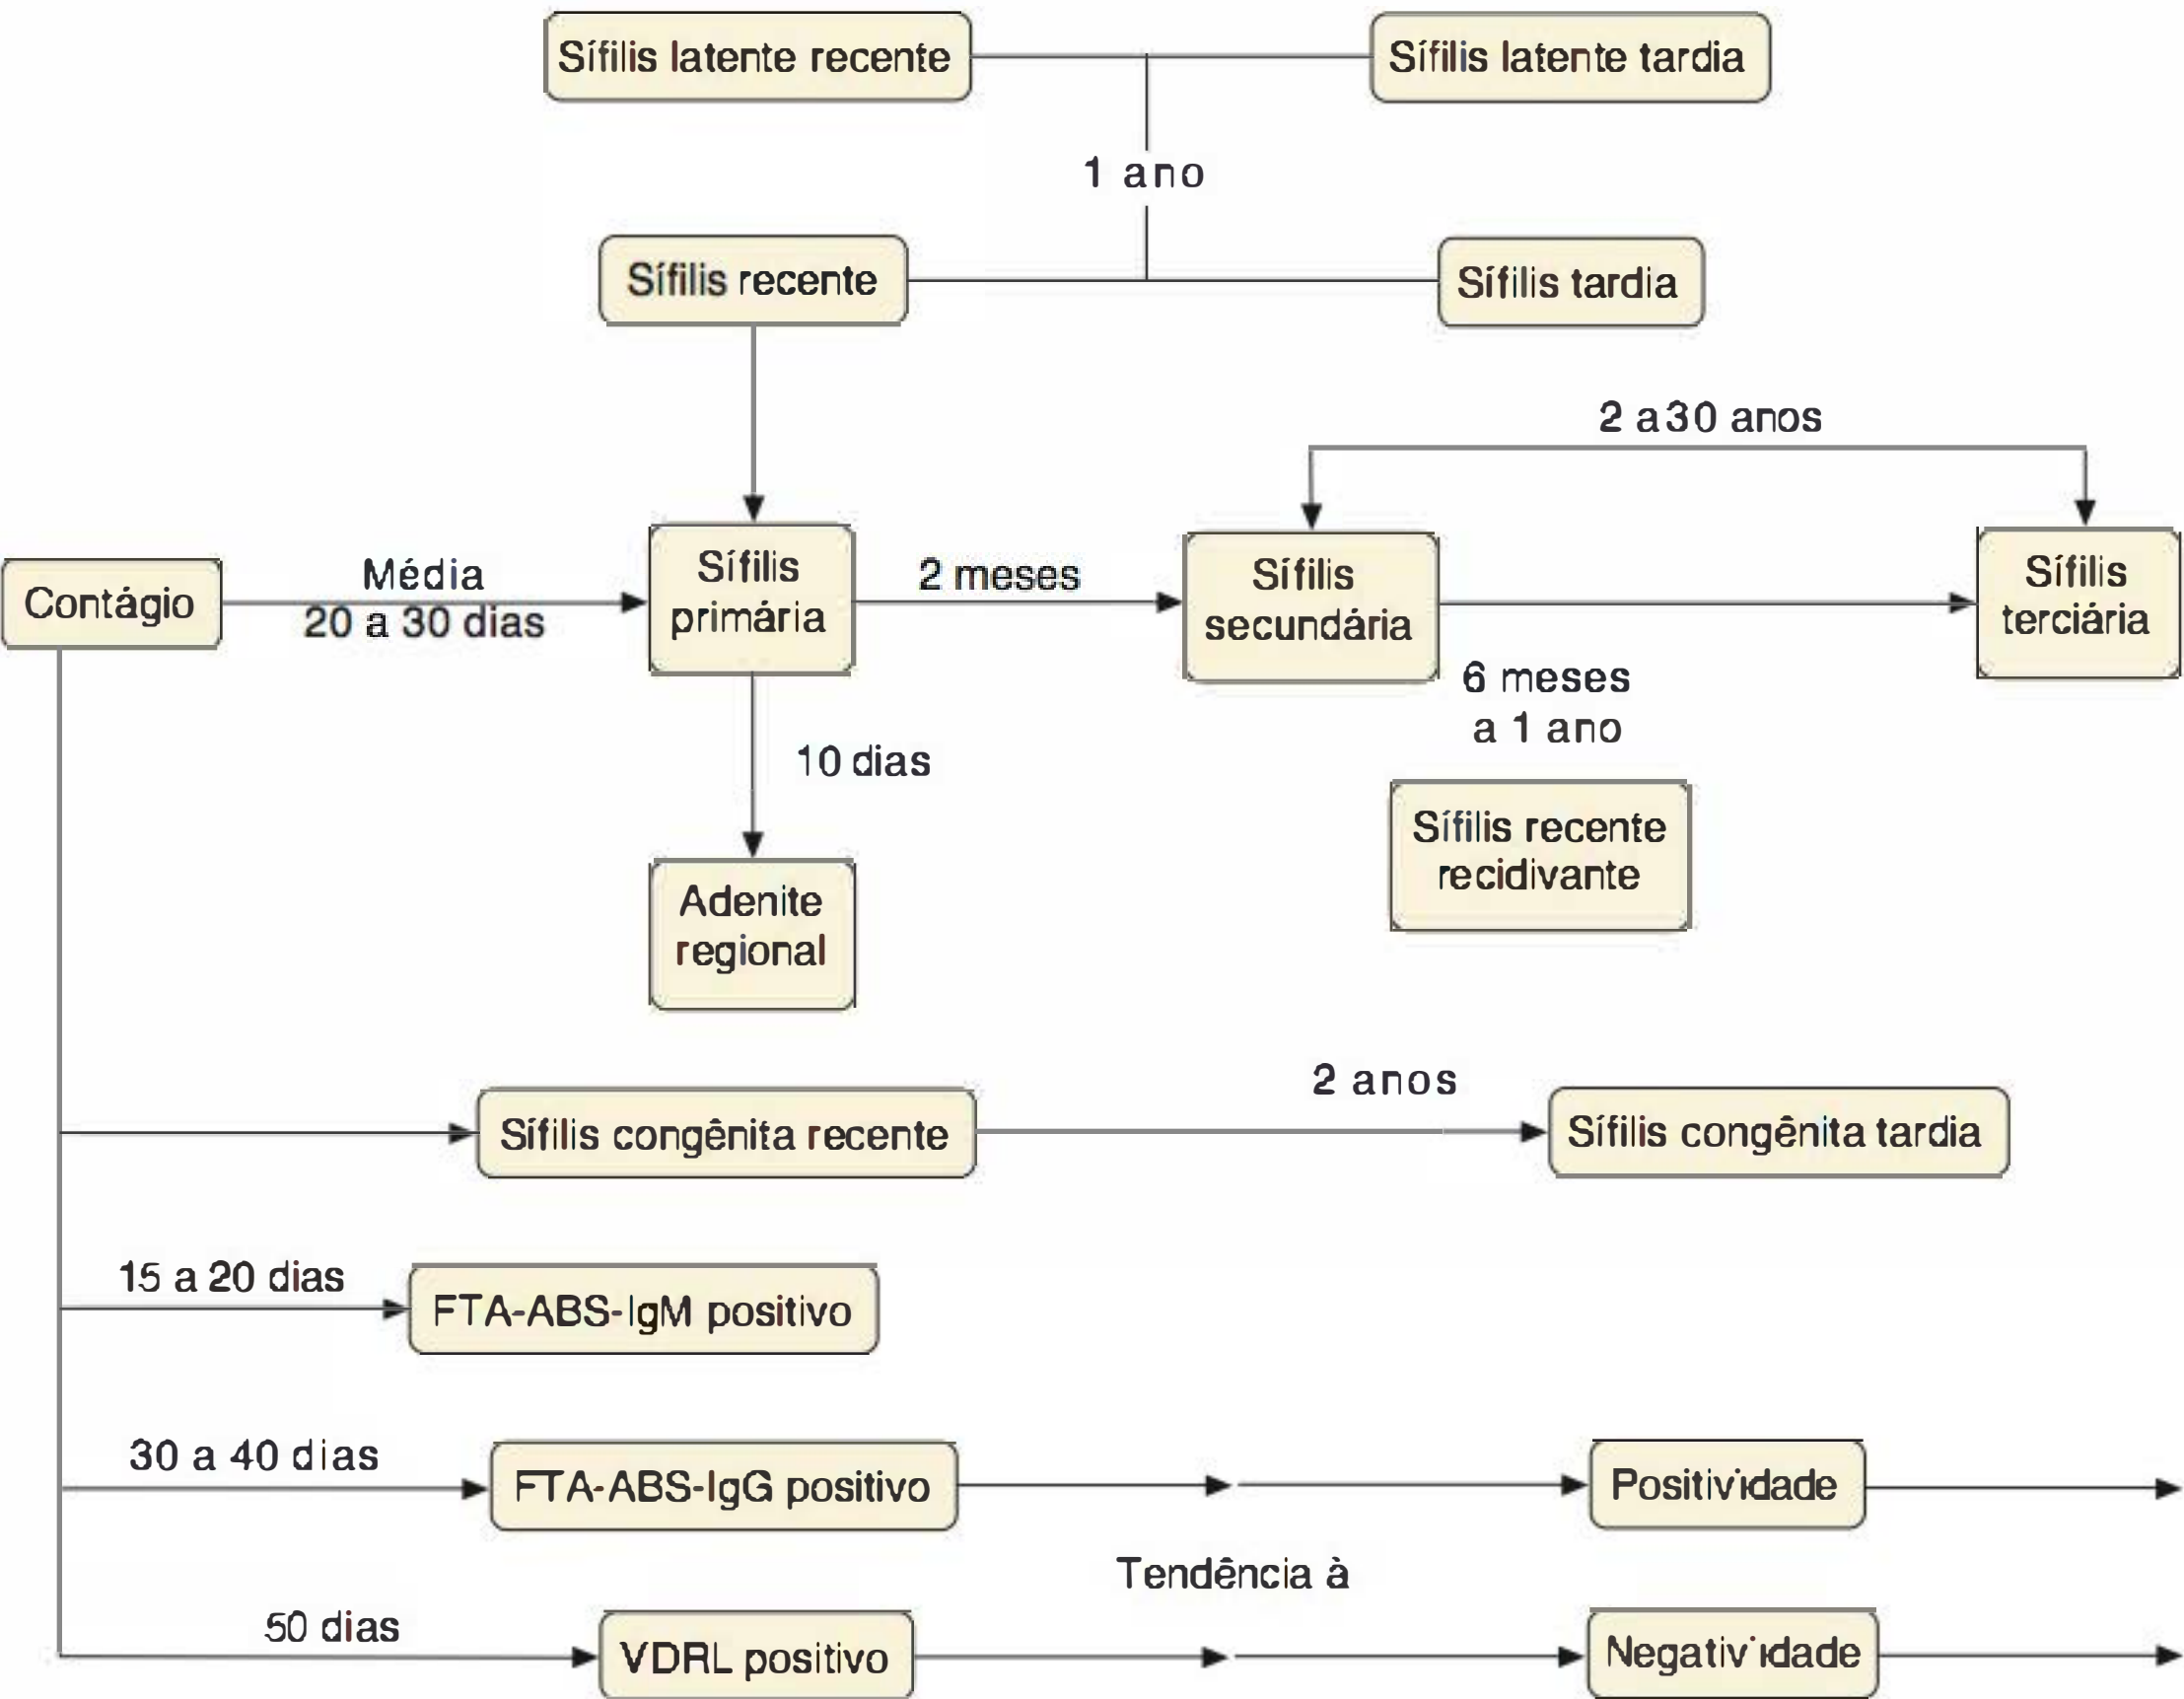 Sífilis latente recente
Sífilis latente tardia
1 ano
Sífilis recente
Sífilis tardia
2 a 30 anos
Contágio
Média
20 a 30 dias
Sífilis
primária
2 meses
Sífilis
secundária
Sífilis
terciária
6 meses
a 1 ano
10 dias
Sífilis recente
recidivante
Adenite
regional
Sífilis congênita recente
2 anos
Sífilis congênita tardia
15 a 20 dias
FTA-ABS-IgM positivo
30 a 40 dias
FTA-ABS-IgG positivo
Positividade
Tendência à
50 dias
VDRL positivo
Negatividade